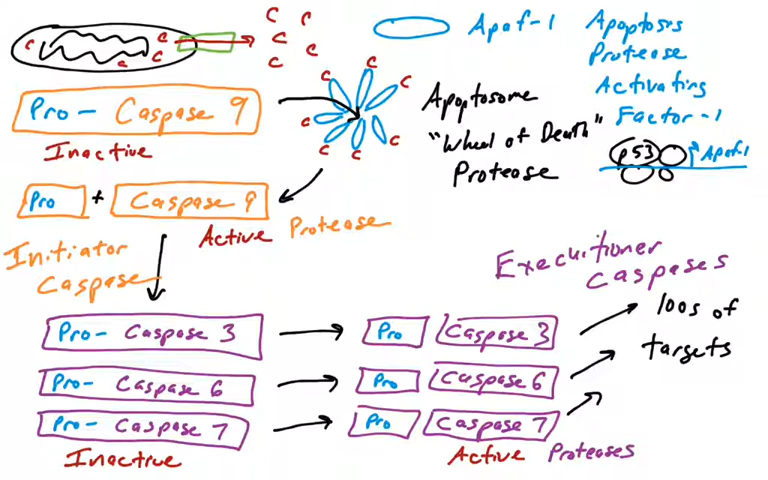 c c c c
c c c c c c
Apaf-1
Apoptosis
Protease
Activating
Factor-1
p53 Apaf-1
c c c c c c c
Apoptosome
"Wheel of Death"
Protease
Pro- Caspase 9
Inactive
Pro + Caspase 9
Active Protease
Initiator
Caspase
Execuitioner
Caspases
Pro- Caspase 3
Pro Caspase 3
100s of
targets
Pro- Caspase 6
Pro Caspase 6
Pro- Caspase 7
Pro Caspase 7
Inactive
Active Proteases